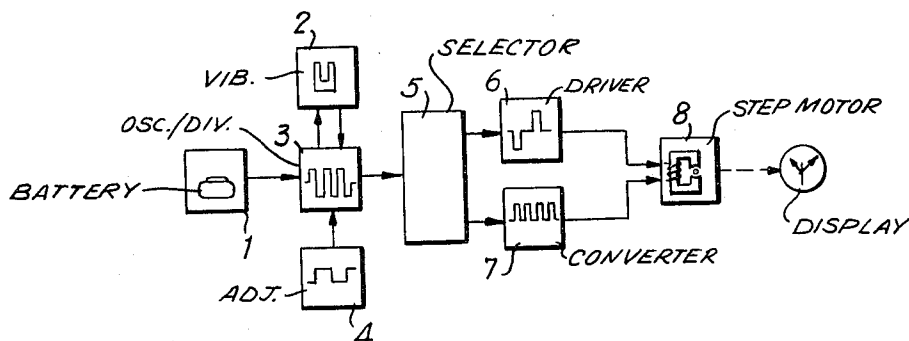 2
SELECTOR
VIB.
5
6
DRIVER
OSC./DIV.
3
8
STEP MOTOR
BATTERY
1
DISPLAY
7
CONVERTER
ADJ.
4